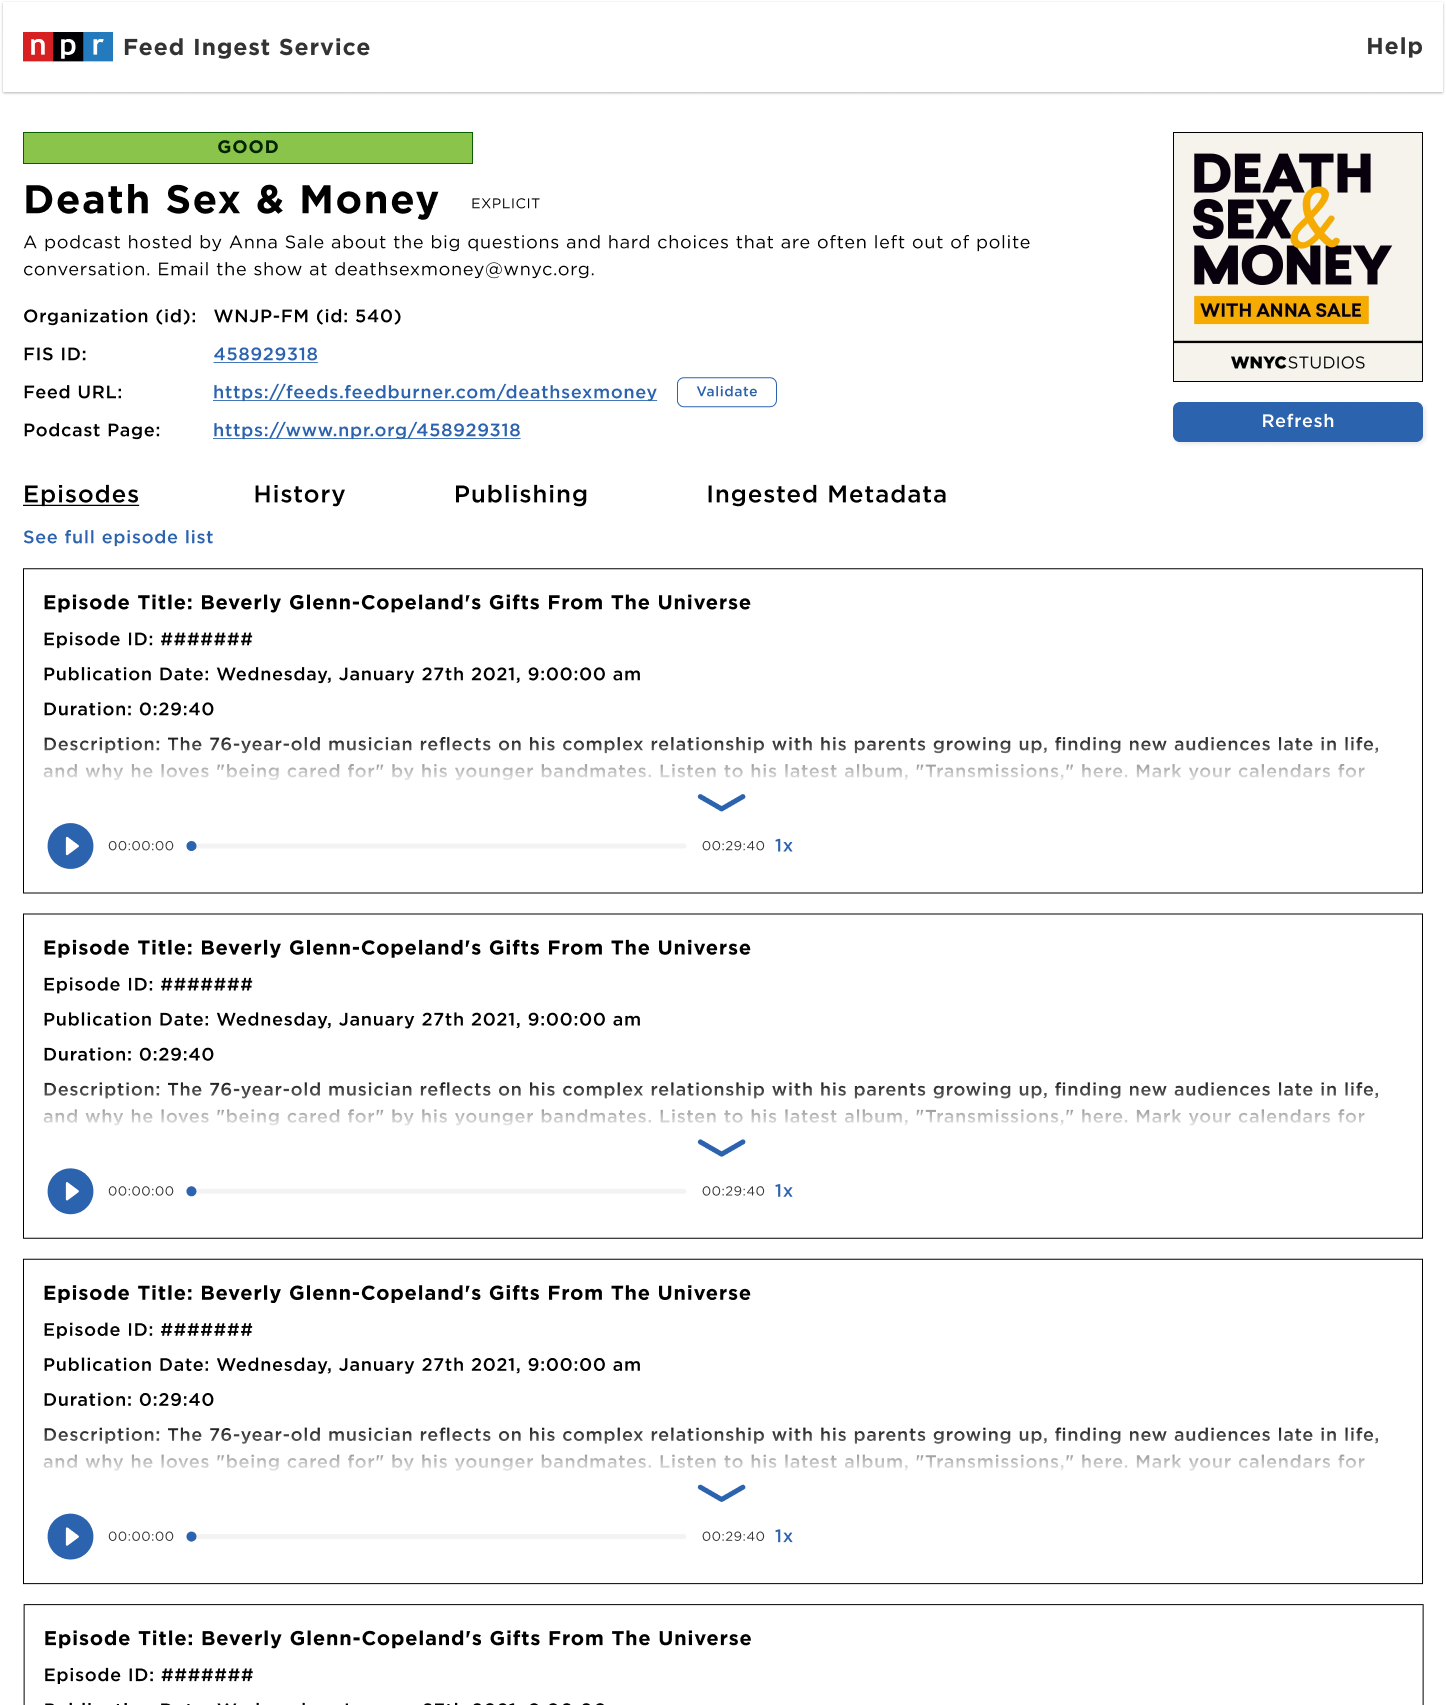 npr Feed Ingest Service
Help
GOOD
Death Sex & Money EXPLICIT
A podcast hosted by Anna Sale about the big questions and hard choices that are often left out of polite
conversation. Email the show at deathsexmoney@wnyc.org.
Organization (id): WNJP-FM (id: 540)
FIS ID: 458929318
Feed URL: https://feeds.feedburner.com/deathsexmoney Validate
Podcast Page: https://www.npr.org/458929318
DEATH
SEX &
MONEY
WITH ANNA SALE
WNYCSTUDIOS
Refresh
Episodes History Publishing Ingested Metadata
See full episode list
Episode Title: Beverly Glenn-Copeland's Gifts From The Universe
Episode ID: #######
Publication Date: Wednesday, January 27th 2021, 9:00:00 am
Duration: 0:29:40
Description: The 76-year-old musician reflects on his complex relationship with his parents growing up, finding new audiences late in life,
and why he loves "being cared for" by his younger bandmates. Listen to his latest album, "Transmissions," here. Mark your calendars for
00:00:00 00:29:40 1x
Episode Title: Beverly Glenn-Copeland's Gifts From The Universe
Episode ID: #######
Publication Date: Wednesday, January 27th 2021, 9:00:00 am
Duration: 0:29:40
Description: The 76-year-old musician reflects on his complex relationship with his parents growing up, finding new audiences late in life,
and why he loves "being cared for" by his younger bandmates. Listen to his latest album, "Transmissions," here. Mark your calendars for
00:00:00 00:29:40 1x
Episode Title: Beverly Glenn-Copeland's Gifts From The Universe
Episode ID: #######
Publication Date: Wednesday, January 27th 2021, 9:00:00 am
Duration: 0:29:40
Description: The 76-year-old musician reflects on his complex relationship with his parents growing up, finding new audiences late in life,
and why he loves "being cared for" by his younger bandmates. Listen to his latest album, "Transmissions," here. Mark your calendars for
00:00:00 00:29:40 1x
Episode Title: Beverly Glenn-Copeland's Gifts From The Universe
Episode ID: #######